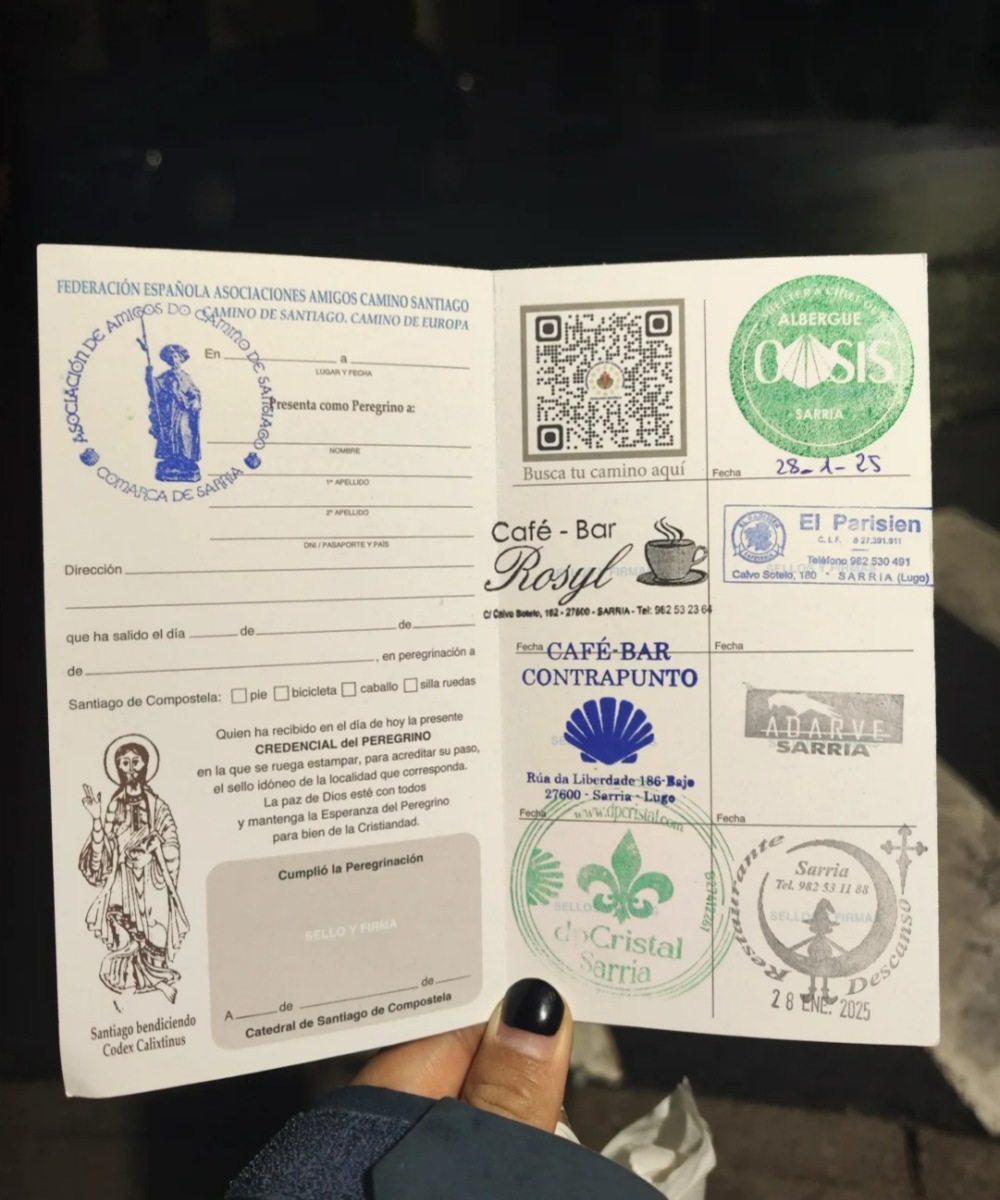 FEDERACIÓN ESPAÑOLA ASOCIACIONES AMIGOS CAMINO SANTIAGO
CAMINO DE SANTIAGO. CAMINO DE EUROPA
ASOCIACIÓN DE AMIGOS DO CAMIÑO DE SANTIAGO
COMARCA DE SARRIA
En a
LUGAR Y FECHA
Presenta como Peregrino a:
NOMBRE
1º APELLIDO
2º APELLIDO
DNI / PASAPORTE Y PAÍS
Dirección
que ha salido el día de de
de , en peregrinación a
Santiago de Compostela: pie bicicleta caballo silla ruedas
Quien ha recibido en el día de hoy la presente
CREDENCIAL del PEREGRINO
en la que se ruega estampar, para acreditar su paso,
el sello idóneo de la localidad que corresponda.
La paz de Dios esté con todos
y mantenga la Esperanza del Peregrino
para bien de la Cristiandad.
Cumplió la Peregrinación
SELLO Y FIRMA
A de de
Catedral de Santiago de Compostela
Santiago bendiciendo
Codex Calixtinus
Busca tu camino aquí
ALBERGUE
OASIS
SARRIA
Fecha 28-1-25
Café - Bar
Rosyl
C/ Calvo Sotelo, 182 - 27600 - SARRIA - Tel: 982 53 23 64
Fecha
El Parisien
C. I. F.
Teléfono 982 530 491
SELLOS Y FIRMAS
Calvo Sotelo, 180 - SARRIA (Lugo)
Fecha
CAFÉ-BAR
CONTRAPUNTO
Rúa da Liberdade 186-Bajo
27600 - Sarria - Lugo
Fecha
ADARVE
SARRIA
Fecha
www.dpcristal.com
SELLOS Y FIRMAS
dpCristal
Sarria
Restaurante
Sarria
Tel. 982 53 11 88
SELLOS Y FIRMAS
Descanso
28 ENE. 2025